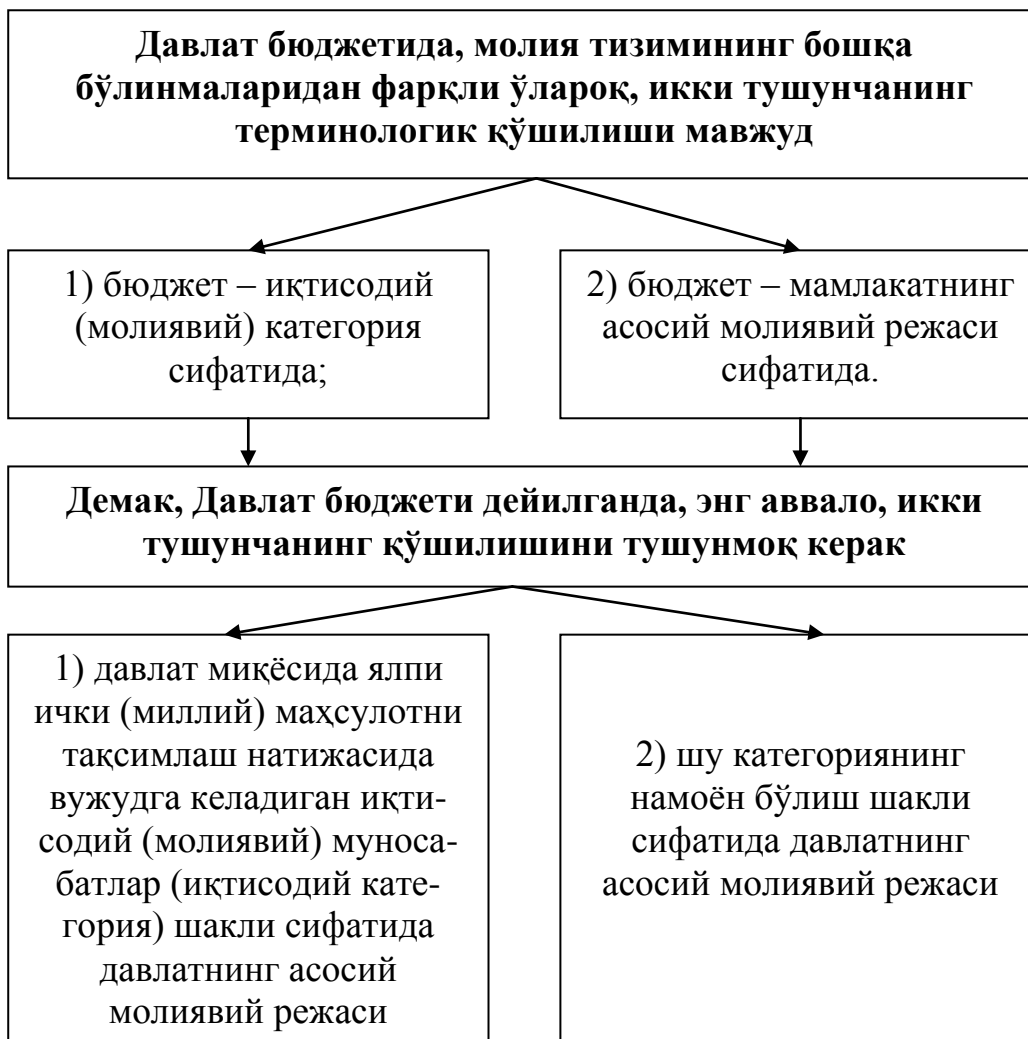 Давлат бюджетида, молия тизимининг бошқа
бўлинмаларидан фарқли ўлароқ, икки тушунчанинг
терминологик қўшилиши мавжуд
1) бюджет – иқтисодий
(молиявий) категория
сифатида;
2) бюджет – мамлакатнинг
асосий молиявий режаси
сифатида.
Демак, Давлат бюджети дейилганда, энг аввало, икки
тушунчанинг қўшилишини тушунмоқ керак
1) давлат миқёсида ялпи
ички (миллий) маҳсулотни
тақсимлаш натижасида
вужудга келадиган иқти-
содий (молиявий) муноса-
батлар (иқтисодий кате-
гория) шакли сифатида
давлатнинг асосий
молиявий режаси
2) шу категориянинг
намоён бўлиш шакли
сифатида давлатнинг
асосий молиявий режаси